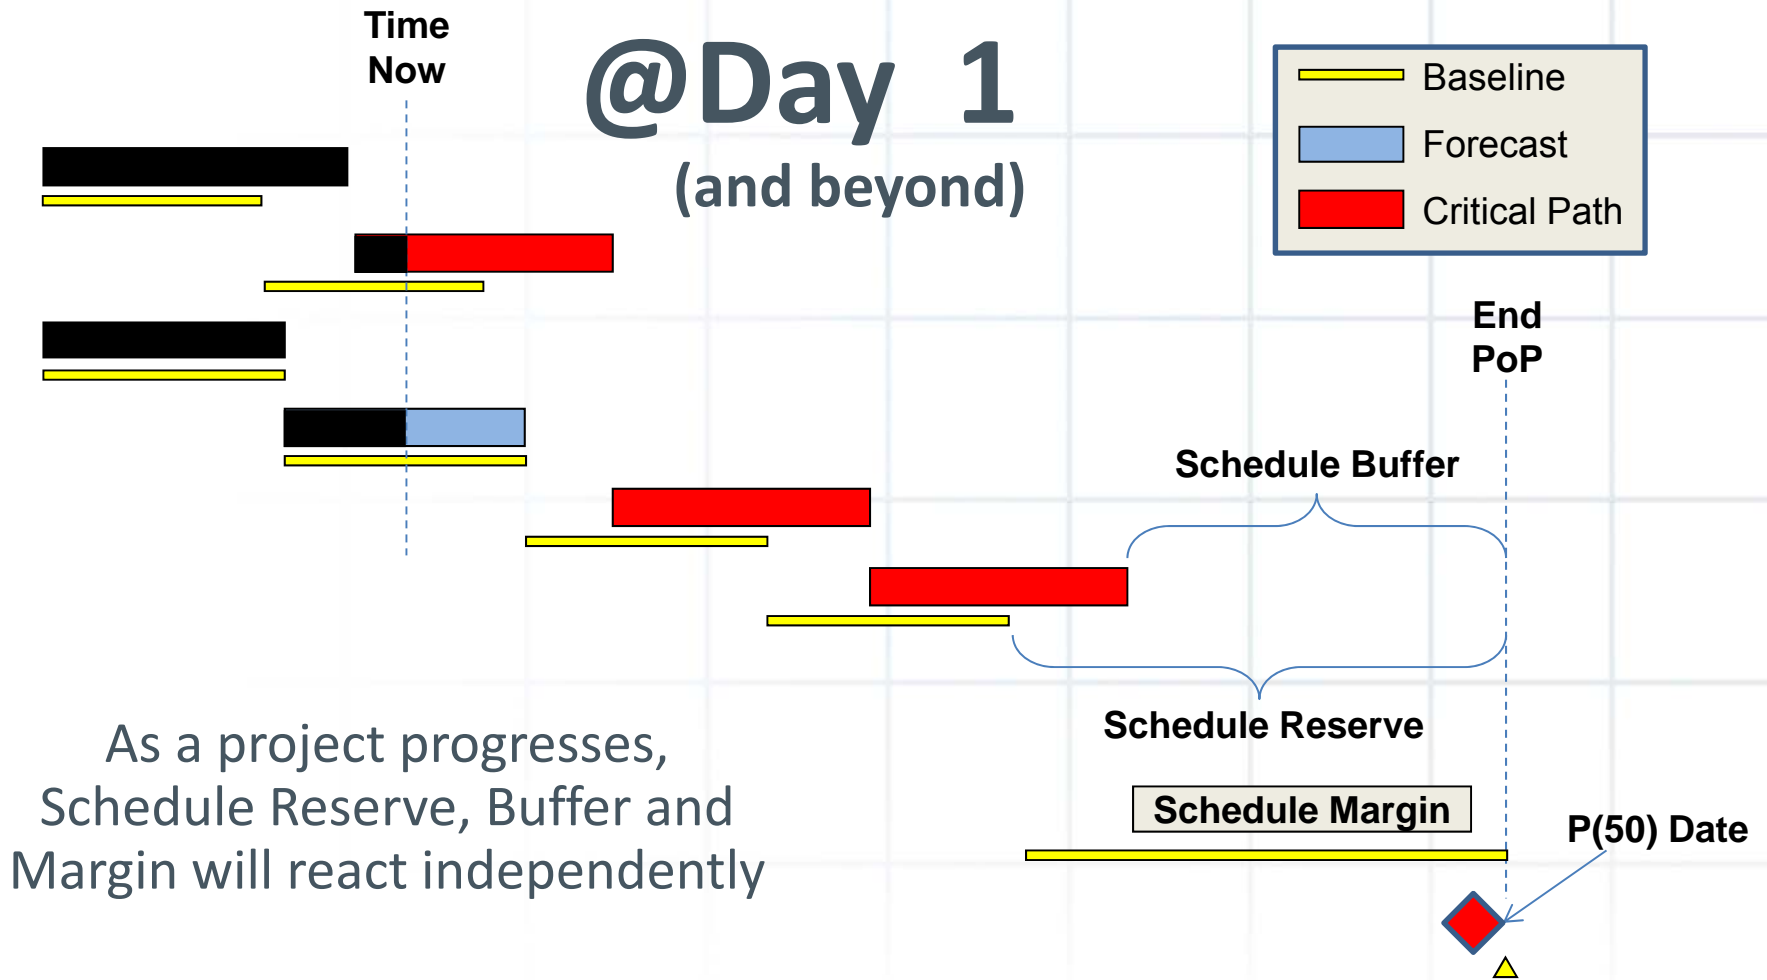 Time
Now
@Day 1
(and beyond)
Baseline
Forecast
Critical Path
End
PoP
Schedule Buffer
Schedule Reserve
Schedule Margin
P(50) Date
As a project progresses,
Schedule Reserve, Buffer and
Margin will react independently